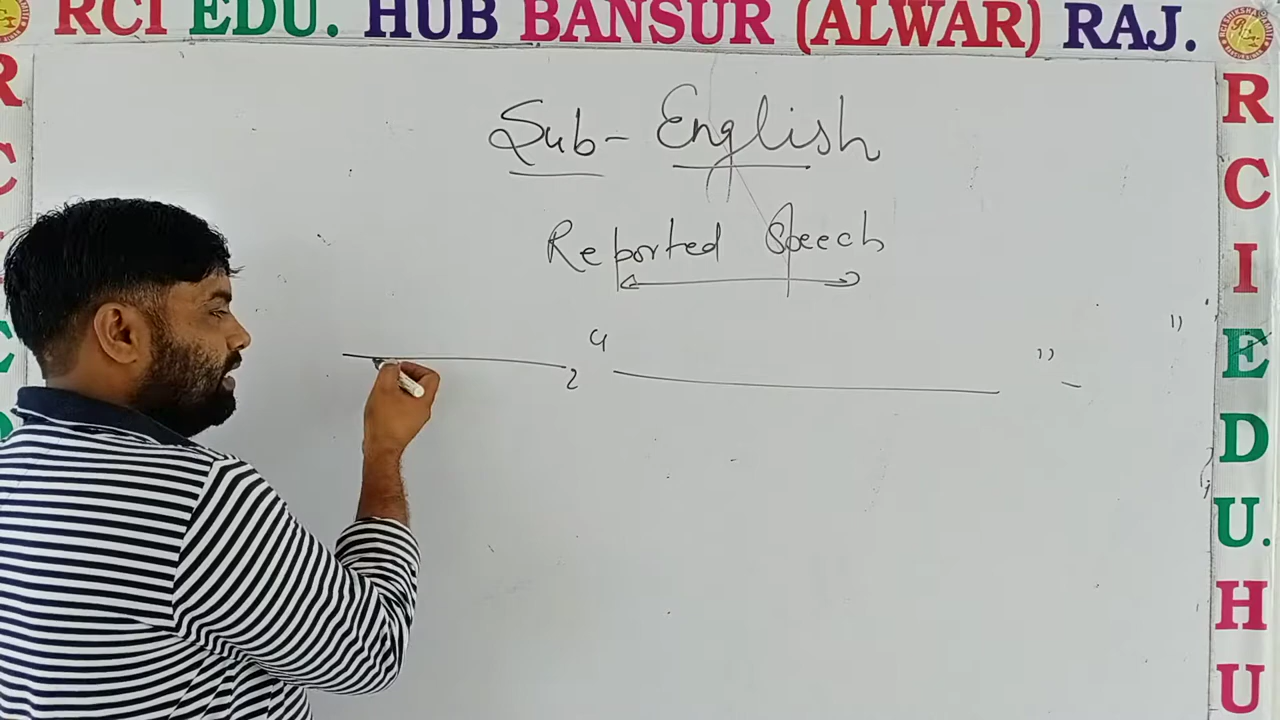 RCI EDU. HUB BANSUR (ALWAR) RAJ.
Sub- English
Reported Speech
, "                " 
"
R
C
I
E
D
U.
H
U
R
C